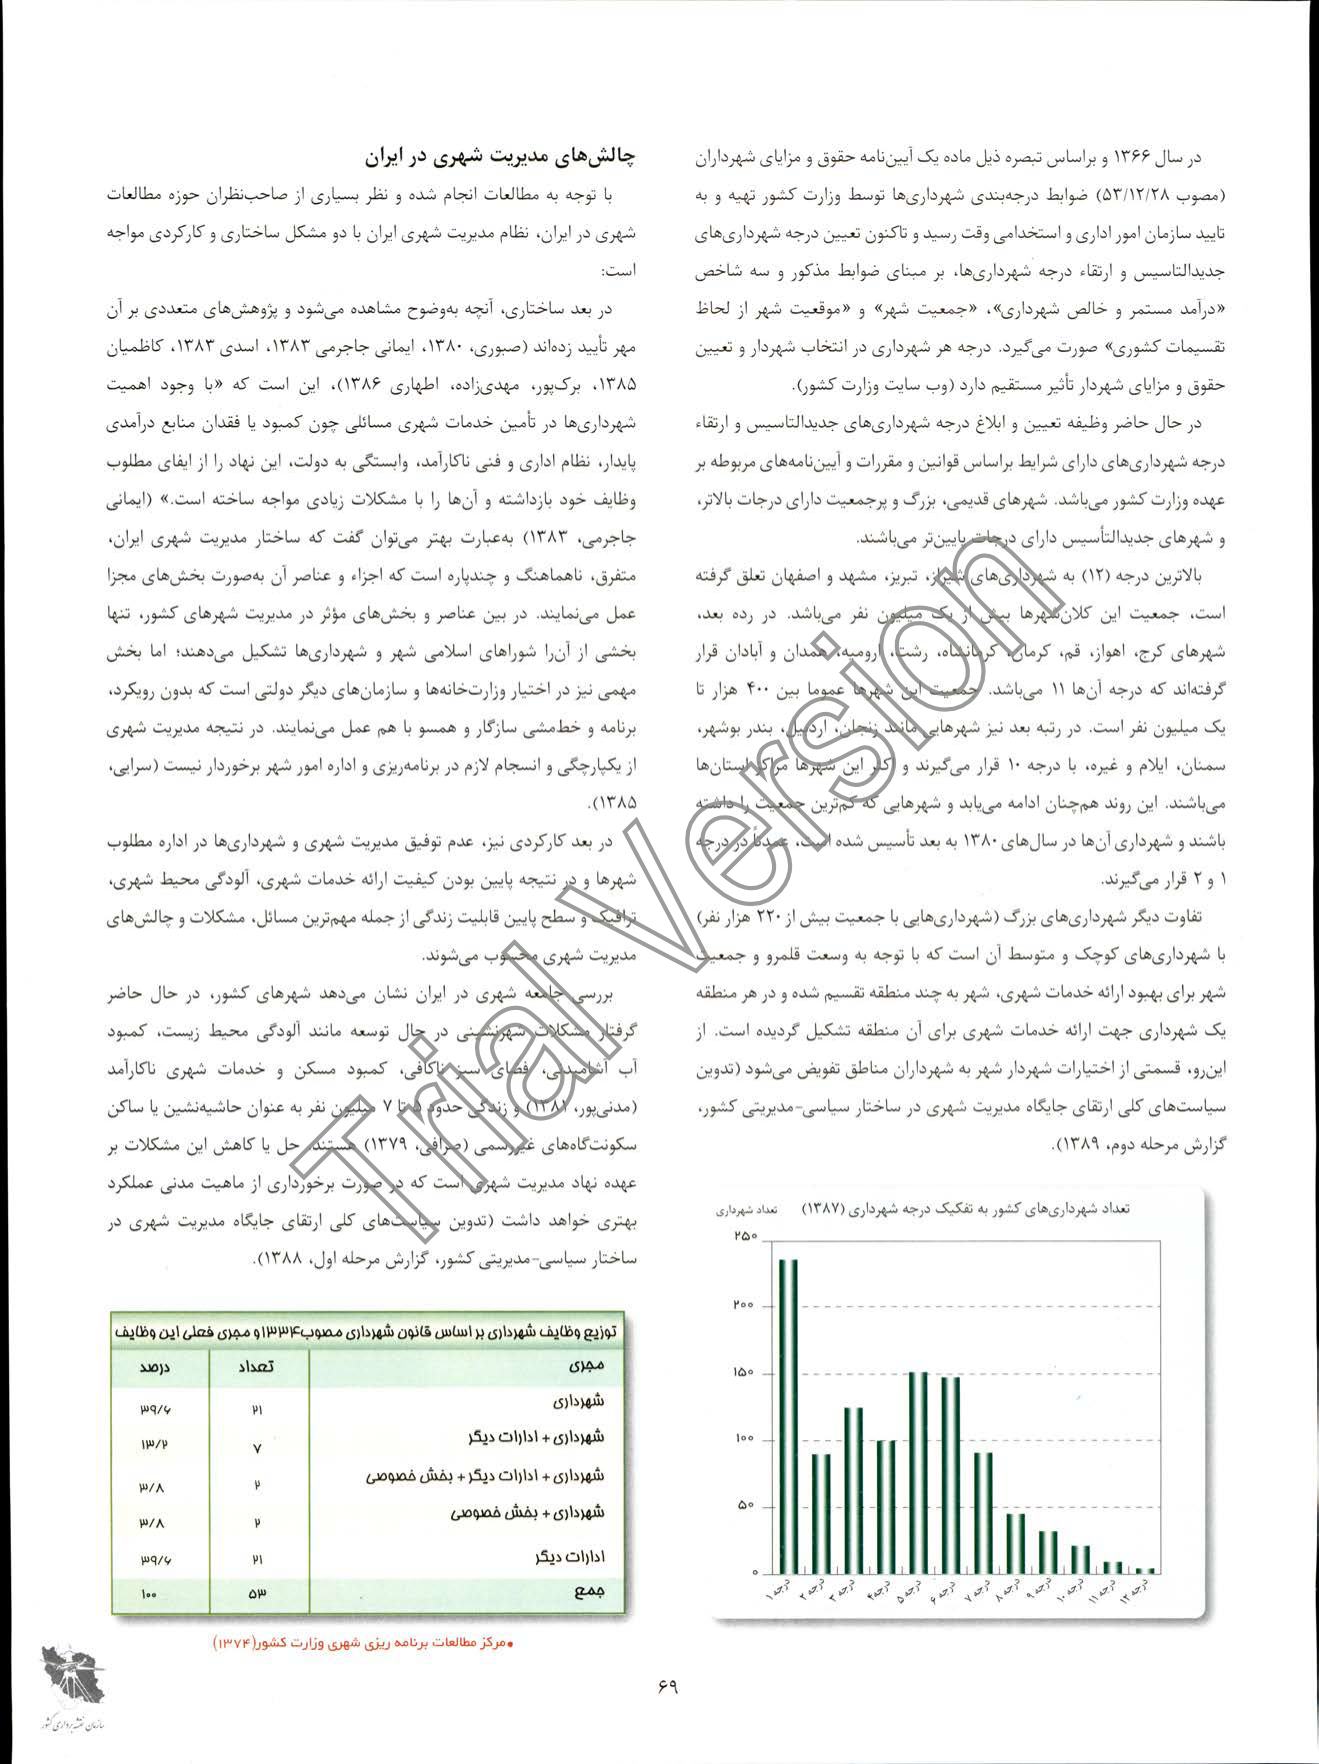 در سال ۱۳۶۶ و براساس تبصره ذیل ماده یک آیین‌نامه حقوق و مزایای شهرداران
(مصوب ۵۳/۱۲/۲۸) ضوابط درجه‌بندی شهرداری‌ها توسط وزارت کشور تهیه و به
تایید سازمان امور اداری و استخدامی وقت رسید و تاکنون تعیین درجه شهرداری‌های
جدیدالتاسیس و ارتقاء درجه شهرداری‌ها، بر مبنای ضوابط مذکور و سه شاخص
«درآمد مستمر و خالص شهرداری»، «جمعیت شهر» و «موقعیت شهر از لحاظ
تقسیمات کشوری» صورت می‌گیرد. درجه هر شهرداری در انتخاب شهردار و تعیین
حقوق و مزایای شهردار تأثیر مستقیم دارد (وب سایت وزارت کشور).
در حال حاضر وظیفه تعیین و ابلاغ درجه شهرداری‌های جدیدالتاسیس و ارتقاء
درجه شهرداری‌های دارای شرایط براساس قوانین و مقررات و آیین‌نامه‌های مربوطه بر
عهده وزارت کشور می‌باشد. شهرهای قدیمی، بزرگ و پرجمعیت دارای درجات بالاتر،
و شهرهای جدیدالتأسیس دارای درجات پایین‌تر می‌باشند.
بالاترین درجه (۱۲) به شهرداری‌های شیراز، تبریز، مشهد و اصفهان تعلق گرفته
است، جمعیت این کلان‌شهرها بیش از یک میلیون نفر می‌باشد. در رده بعد،
شهرهای کرج، اهواز، قم، کرمان، کرمانشاه، رشت، ارومیه، همدان و آبادان قرار
گرفته‌اند که درجه آن‌ها ۱۱ می‌باشد. جمعیت این شهرها عموما بین ۴۰۰ هزار تا
یک میلیون نفر است. در رتبه بعد نیز شهرهایی مانند زنجان، اردبیل، بندر بوشهر،
سمنان، ایلام و غیره، با درجه ۱۰ قرار می‌گیرند و اکثر این شهرها مراکز استان‌ها
می‌باشند. این روند هم‌چنان ادامه می‌یابد و شهرهایی که کم‌ترین جمعیت را داشته
باشند و شهرداری آن‌ها در سال‌های ۱۳۸۰ به بعد تأسیس شده است، عمدتاً در درجه
۱ و ۲ قرار می‌گیرند.
تفاوت دیگر شهرداری‌های بزرگ (شهرداری‌هایی با جمعیت بیش از ۲۲۰ هزار نفر)
با شهرداری‌های کوچک و متوسط آن است که با توجه به وسعت قلمرو و جمعیت
شهر برای بهبود ارائه خدمات شهری، شهر به چند منطقه تقسیم شده و در هر منطقه
یک شهرداری جهت ارائه خدمات شهری برای آن منطقه تشکیل گردیده است. از
این‌رو، قسمتی از اختیارات شهردار شهر به شهرداران مناطق تفویض می‌شود (تدوین
سیاست‌های کلی ارتقای جایگاه مدیریت شهری در ساختار سیاسی-مدیریتی کشور،
گزارش مرحله دوم، ۱۳۸۹).
تعداد شهرداری‌های کشور به تفکیک درجه شهرداری (۱۳۸۷)
تعداد شهرداری
۲۵۰
۲۰۰
۱۵۰
۱۰۰
۵۰
۰
درجه ۱
درجه ۲
درجه ۳
درجه ۴
درجه ۵
درجه ۶
درجه ۷
درجه ۸
درجه ۹
درجه ۱۰
درجه ۱۱
درجه ۱۲
چالش‌های مدیریت شهری در ایران
با توجه به مطالعات انجام شده و نظر بسیاری از صاحب‌نظران حوزه مطالعات
شهری در ایران، نظام مدیریت شهری ایران با دو مشکل ساختاری و کارکردی مواجه
است:
در بعد ساختاری، آنچه به‌وضوح مشاهده می‌شود و پژوهش‌های متعددی بر آن
مهر تأیید زده‌اند (صبوری، ۱۳۸۰، ایمانی جاجرمی ۱۳۸۳، اسدی ۱۳۸۳، کاظمیان
۱۳۸۵، برک‌پور، مهدی‌زاده، اطهاری ۱۳۸۶)، این است که «با وجود اهمیت
شهرداری‌ها در تأمین خدمات شهری مسائلی چون کمبود یا فقدان منابع درآمدی
پایدار، نظام اداری و فنی ناکارآمد، وابستگی به دولت، این نهاد را از ایفای مطلوب
وظایف خود بازداشته و آن‌ها را با مشکلات زیادی مواجه ساخته است.» (ایمانی
جاجرمی، ۱۳۸۳) به‌عبارت بهتر می‌توان گفت که ساختار مدیریت شهری ایران،
متفرق، ناهماهنگ و چندپاره است که اجزاء و عناصر آن به‌صورت بخش‌های مجزا
عمل می‌نمایند. در بین عناصر و بخش‌های مؤثر در مدیریت شهرهای کشور، تنها
بخشی از آن‌را شوراهای اسلامی شهر و شهرداری‌ها تشکیل می‌دهند؛ اما بخش
مهمی نیز در اختیار وزارت‌خانه‌ها و سازمان‌های دیگر دولتی است که بدون رویکرد،
برنامه و خط‌مشی سازگار و همسو با هم عمل می‌نمایند. در نتیجه مدیریت شهری
از یکپارچگی و انسجام لازم در برنامه‌ریزی و اداره امور شهر برخوردار نیست (سرایی،
۱۳۸۵).
در بعد کارکردی نیز، عدم توفیق مدیریت شهری و شهرداری‌ها در اداره مطلوب
شهرها و در نتیجه پایین بودن کیفیت ارائه خدمات شهری، آلودگی محیط شهری،
ترافیک و سطح پایین قابلیت زندگی از جمله مهم‌ترین مسائل، مشکلات و چالش‌های
مدیریت شهری محسوب می‌شوند.
بررسی جامعه شهری در ایران نشان می‌دهد شهرهای کشور، در حال حاضر
گرفتار مشکلات شهرنشینی در حال توسعه مانند آلودگی محیط زیست، کمبود
آب آشامیدنی، فضای سبز ناکافی، کمبود مسکن و خدمات شهری ناکارآمد
(مدنی‌پور، ۱۳۸۱) و زندگی حدود تا ۷ میلیون نفر به عنوان حاشیه‌نشین یا ساکن
سکونت‌گاه‌های غیررسمی (صرافی، ۱۳۷۹) هستند. حل یا کاهش این مشکلات بر
عهده نهاد مدیریت شهری است که در صورت برخورداری از ماهیت مدنی عملکرد
بهتری خواهد داشت (تدوین سیاست‌های کلی ارتقای جایگاه مدیریت شهری در
ساختار سیاسی-مدیریتی کشور، گزارش مرحله اول، ۱۳۸۸).
توزیع وظایف شهرداری بر اساس قانون شهرداری مصوب ۱۳۳۴ و مجری فعلی این وظایف
مجری تعداد درصد
شهرداری ۲۱ ۳۹/۶
شهرداری + ادارات دیگر ۷ ۱۳/۲
شهرداری + ادارات دیگر + بخش خصوصی ۲ ۳/۸
شهرداری + بخش خصوصی ۲ ۳/۸
ادارات دیگر ۲۱ ۳۹/۶
جمع ۵۳ ۱۰۰
•مرکز مطالعات برنامه ریزی شهری وزارت کشور(۱۳۷۴)
۶۹
سازمان نقشه‌برداری کشور
Trial Version